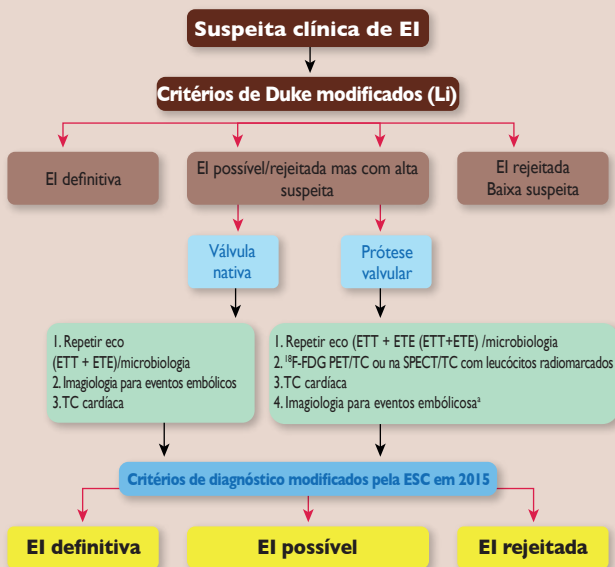 Suspeita clínica de EI
Critérios de Duke modificados (Li)
EI definitiva
EI possível/rejeitada mas com alta
suspeita
EI rejeitada
Baixa suspeita
Válvula
nativa
Prótese
valvular
1. Repetir eco
(ETT + ETE)/microbiologia
2. Imagiologia para eventos embólicos
3. TC cardíaca
1. Repetir eco (ETT + ETE (ETT+ETE) /microbiologia
2. ¹⁸F-FDG PET/TC ou na SPECT/TC com leucócitos radiomarcados
3. TC cardíaca
4. Imagiologia para eventos embólicosª
Critérios de diagnóstico modificados pela ESC em 2015
EI definitiva
EI possível
EI rejeitada